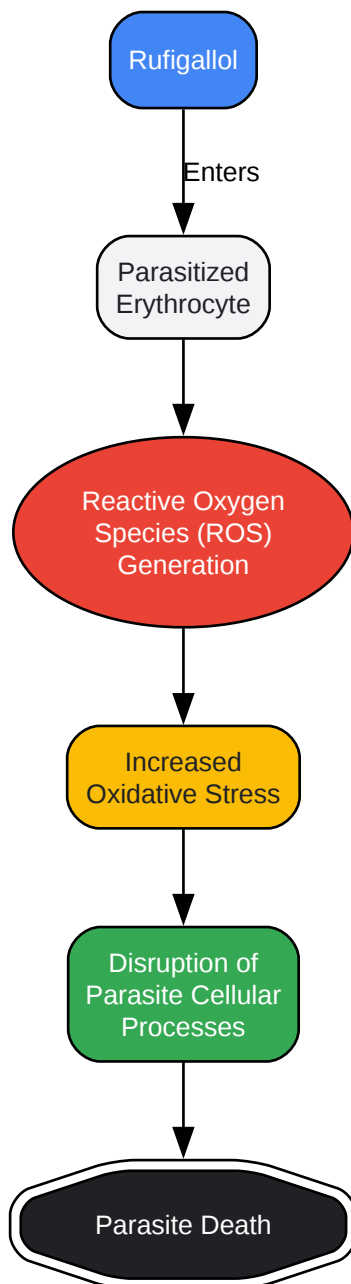 Rufigallol
Enters
Parasitized
Erythrocyte
Reactive Oxygen
Species (ROS)
Generation
Increased
Oxidative Stress
Disruption of
Parasite Cellular
Processes
Parasite Death